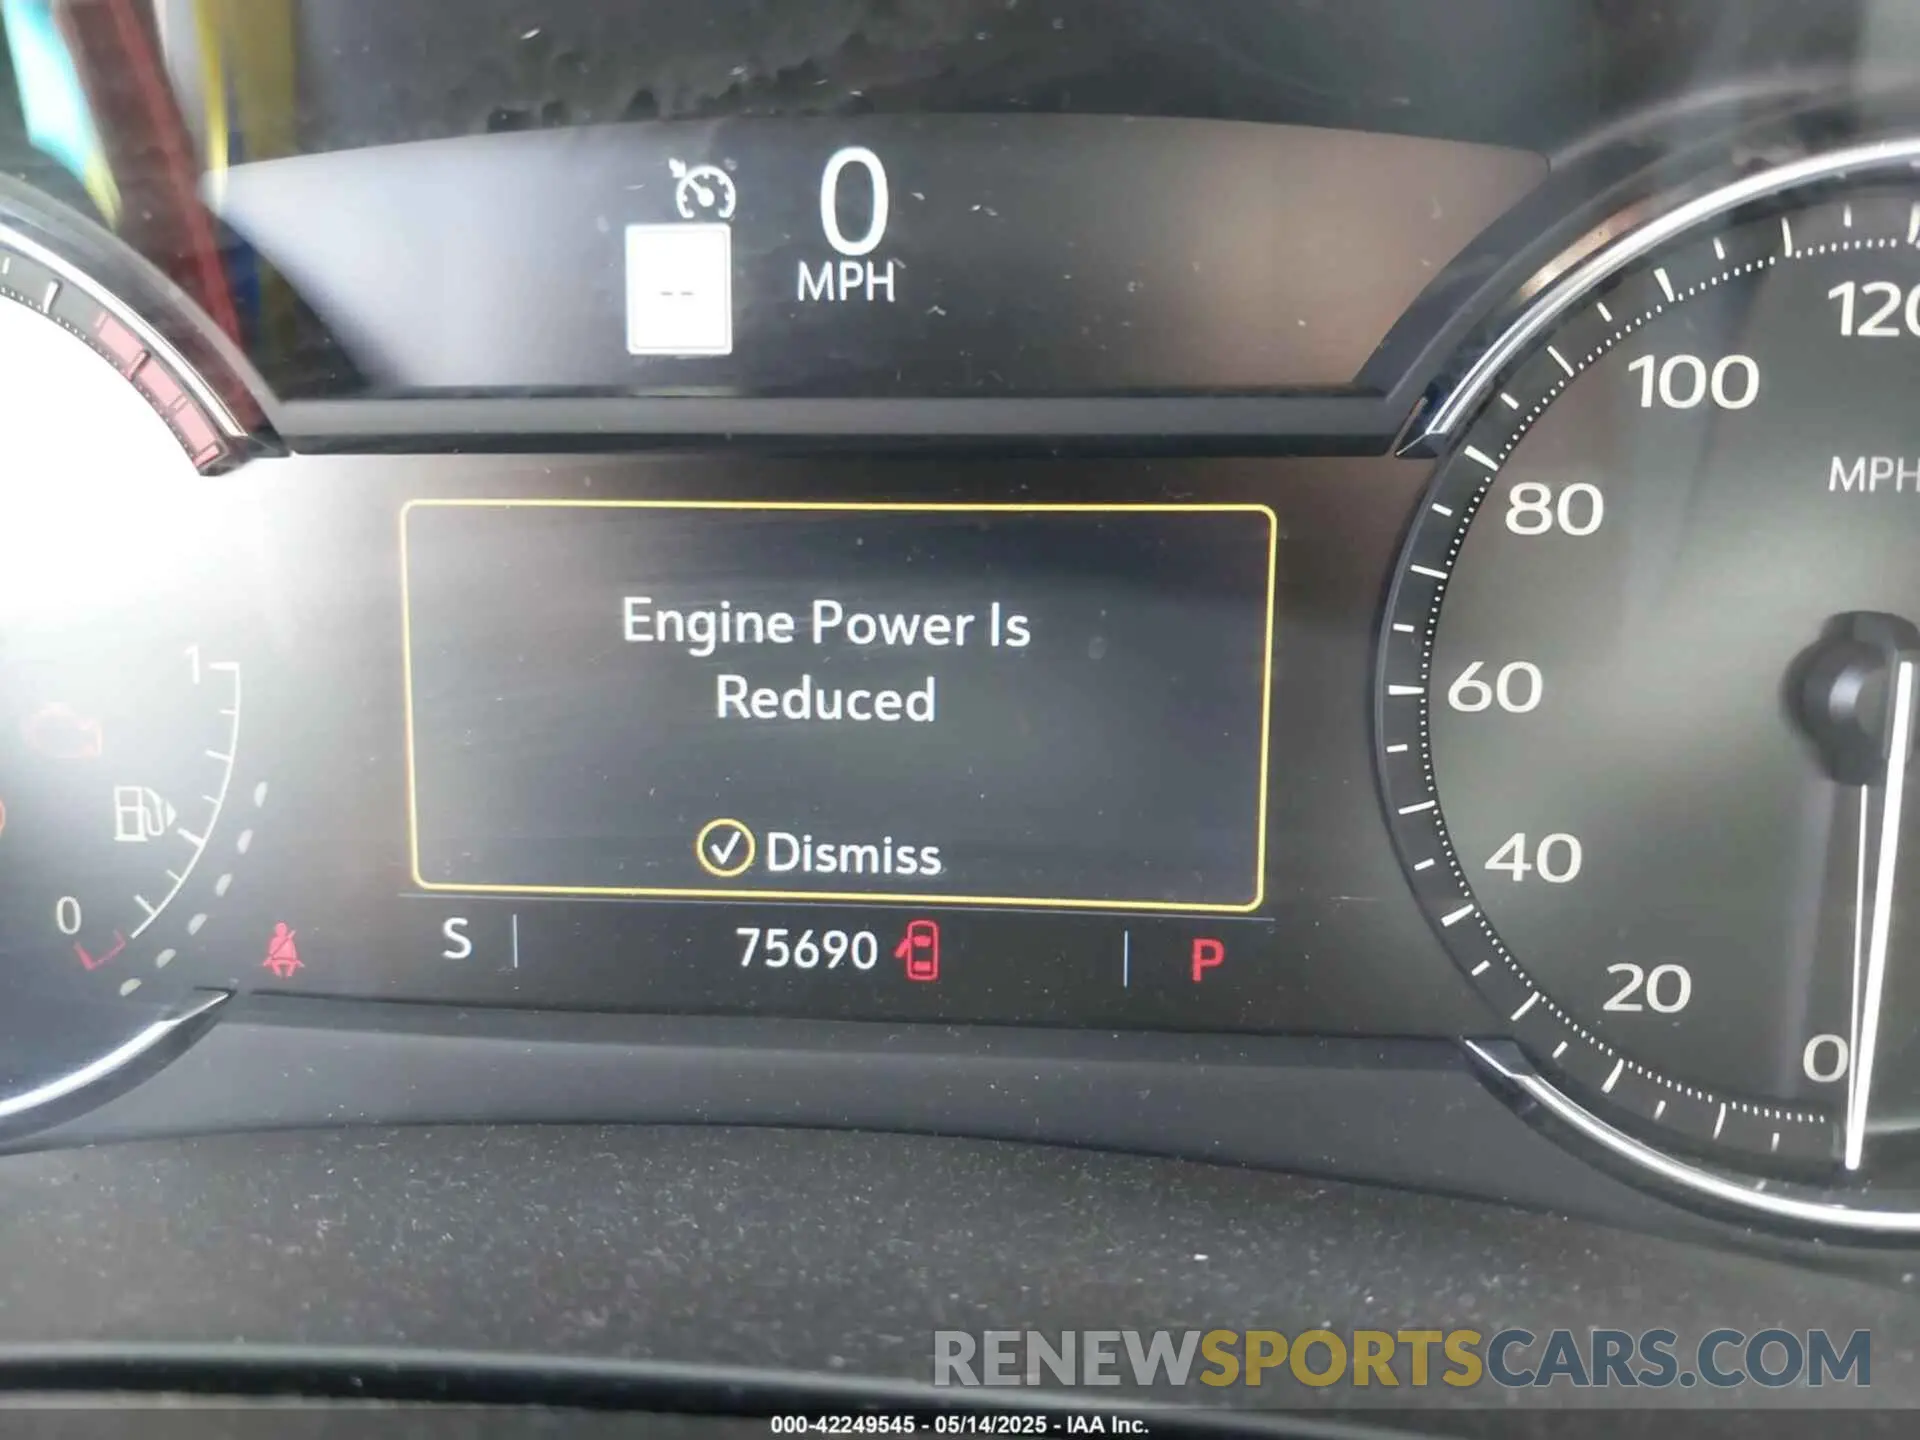 0
MPH
--
120
100
MPH
80
60
40
20
0
1
0
Engine Power Is
Reduced
Dismiss
S
75690
P
RENEWSPORTSCARS.COM
000-42249545 - 05/14/2025 - IAA Inc.